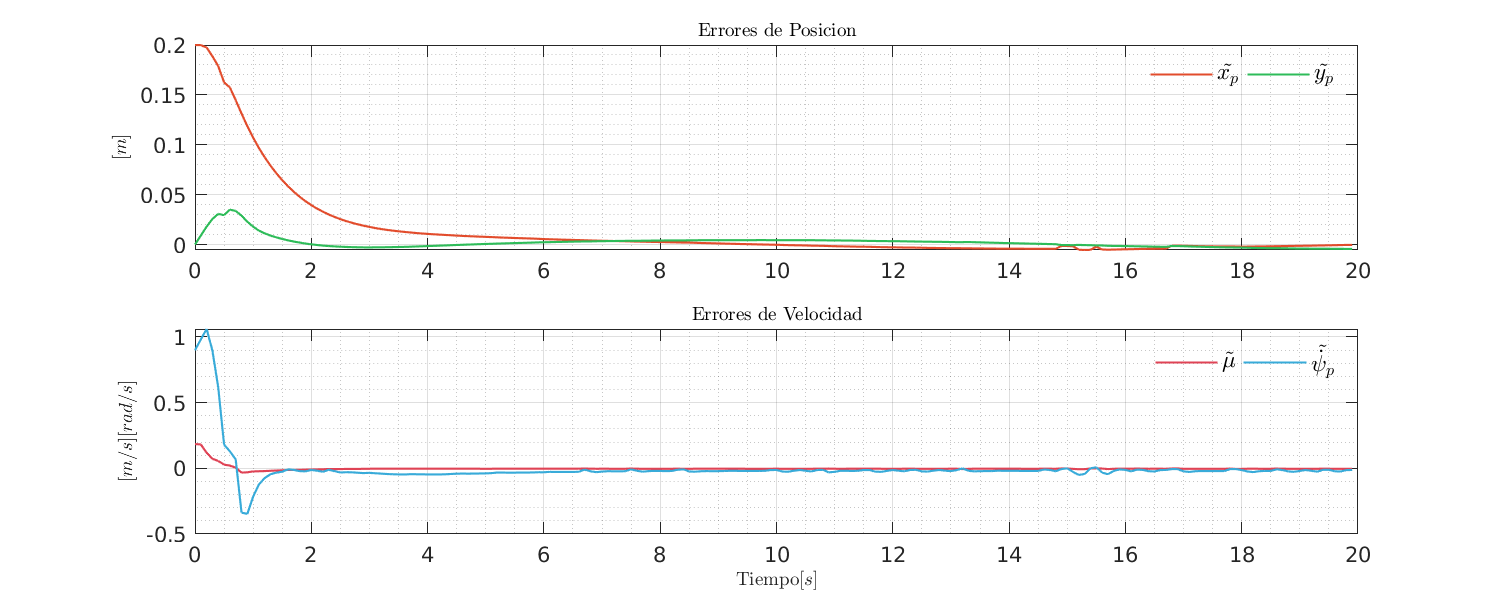 Errores de Posicion
0.2
0.15
0.1
0.05
0
[m]
x̃_p ỹ_p
0 2 4 6 8 10 12 14 16 18 20
Errores de Velocidad
1
0.5
0
-0.5
[m/s][rad/s]
μ̃ ψ̇̃_p
0 2 4 6 8 10 12 14 16 18 20
Tiempo[s]